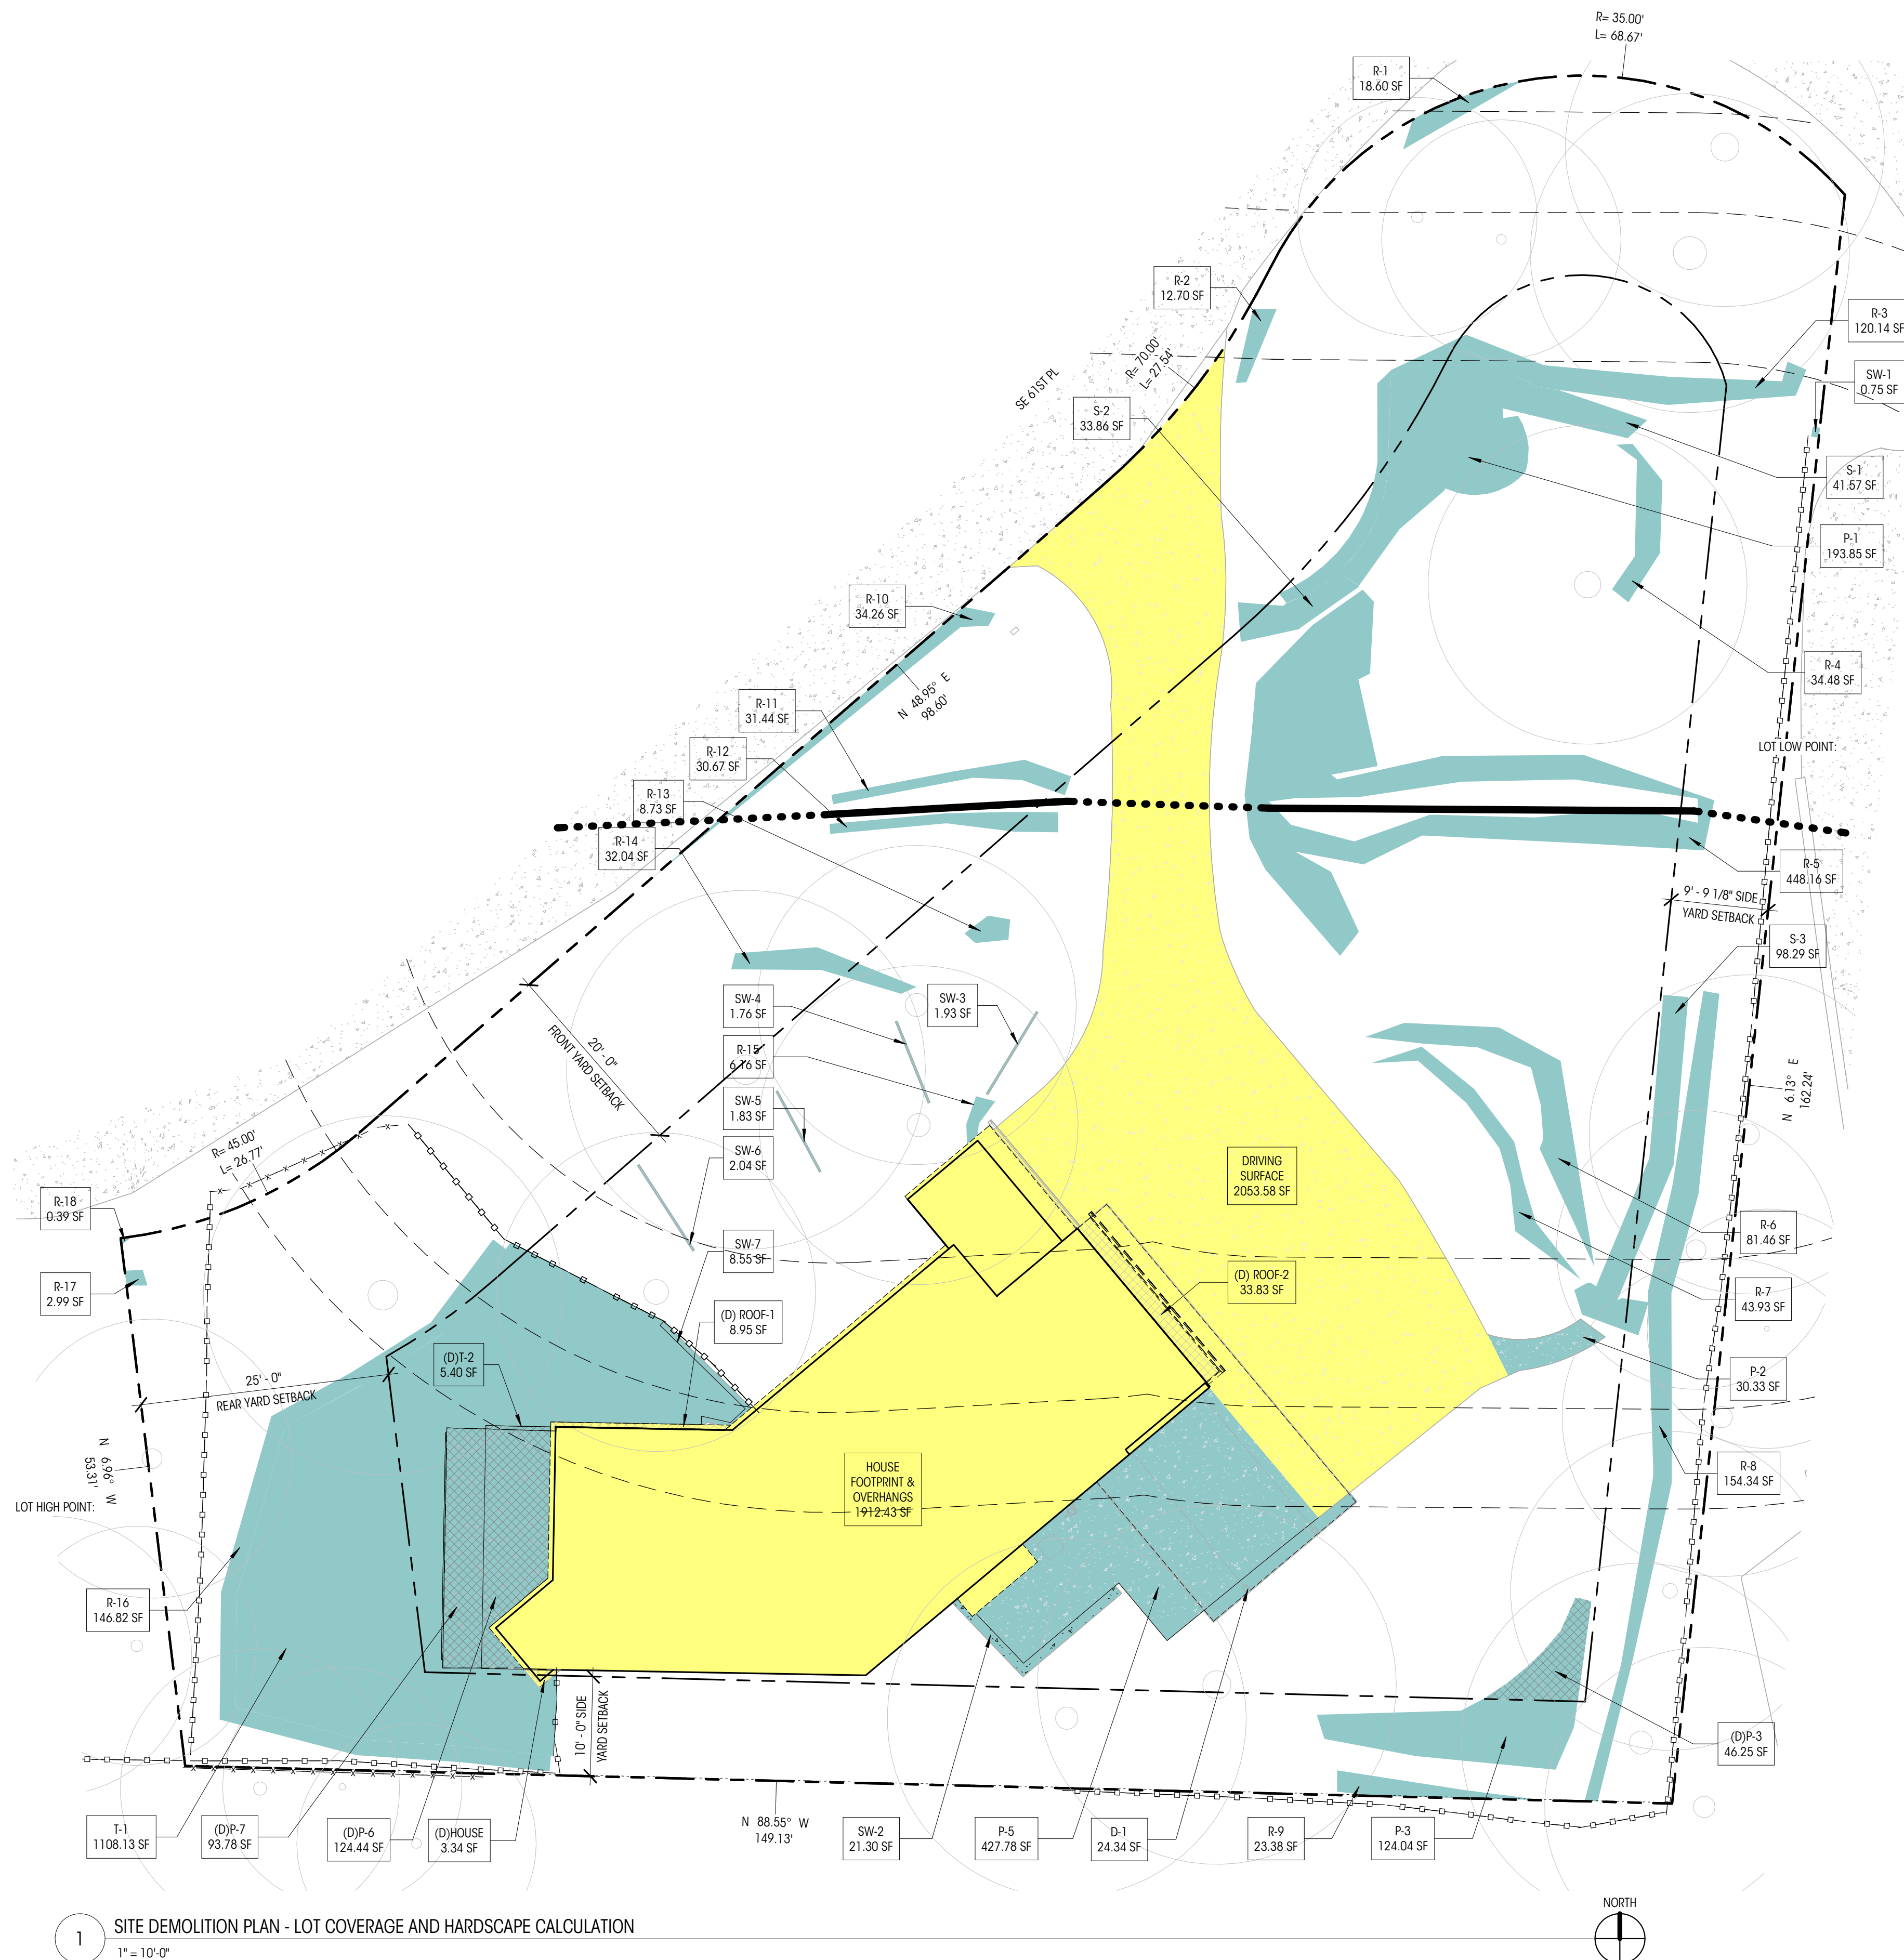 R= 35.00'
L= 68.67'
R-1
18.60 SF
R-2
12.70 SF
R-3
120.14 SF
R= 70.00'
L= 27.54'
SE 61ST PL
SW-1
0.75 SF
S-2
33.86 SF
S-1
41.57 SF
P-1
193.85 SF
R-10
34.26 SF
R-4
34.48 SF
N 48.95° E
98.60'
R-11
31.44 SF
LOT LOW POINT:
R-12
30.67 SF
R-13
8.73 SF
R-14
32.04 SF
R-5
448.16 SF
9' - 9 1/8" SIDE
YARD SETBACK
S-3
98.29 SF
SW-4
1.76 SF
SW-3
1.93 SF
20' - 0"
FRONT YARD SETBACK
R-15
6.16 SF
SW-5
1.83 SF
N 6.13° E
162.24'
R= 45.00'
L= 26.77'
SW-6
2.04 SF
DRIVING
SURFACE
2053.58 SF
R-18
0.39 SF
R-6
81.46 SF
SW-7
8.55 SF
(D) ROOF-2
33.83 SF
R-17
2.99 SF
R-7
43.93 SF
(D) ROOF-1
8.95 SF
(D)T-2
5.40 SF
P-2
30.33 SF
25' - 0"
REAR YARD SETBACK
N 6.96° W
53.31'
R-8
154.34 SF
HOUSE
FOOTPRINT &
OVERHANGS
1912.43 SF
LOT HIGH POINT:
R-16
146.82 SF
10' - 0" SIDE
YARD SETBACK
(D)P-3
46.25 SF
T-1
1108.13 SF
(D)P-7
93.78 SF
(D)P-6
124.44 SF
(D)HOUSE
3.34 SF
N 88.55° W
149.13'
SW-2
21.30 SF
P-5
427.78 SF
D-1
24.34 SF
R-9
23.38 SF
P-3
124.04 SF
NORTH
1
SITE DEMOLITION PLAN - LOT COVERAGE AND HARDSCAPE CALCULATION
1" = 10'-0"